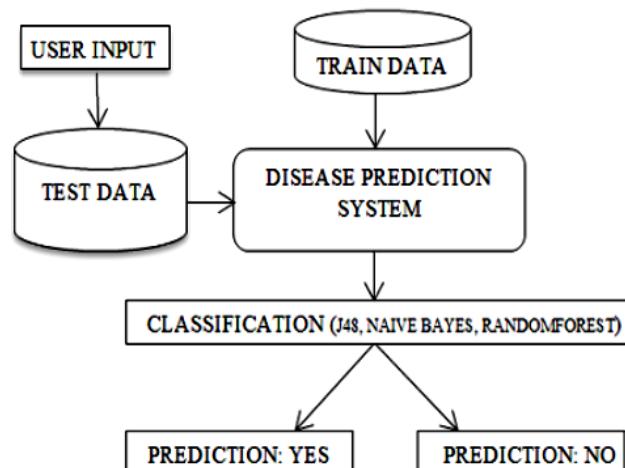 USER INPUT
TRAIN DATA
TEST DATA
DISEASE PREDICTION
SYSTEM
CLASSIFICATION (J48, NAIVE BAYES, RANDOMFOREST)
PREDICTION: YES
PREDICTION: NO